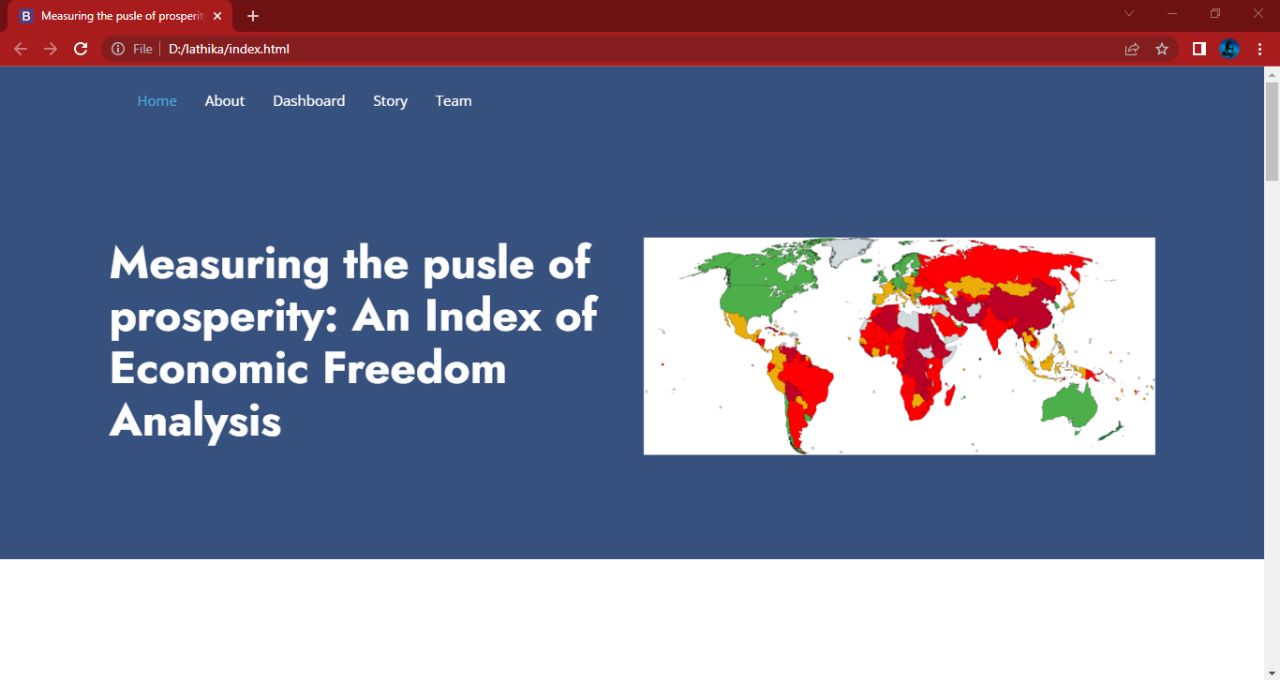 Measuring the pusle of prosperit
File D:/lathika/index.html
Home About Dashboard Story Team
Measuring the pusle of
prosperity: An Index of
Economic Freedom
Analysis